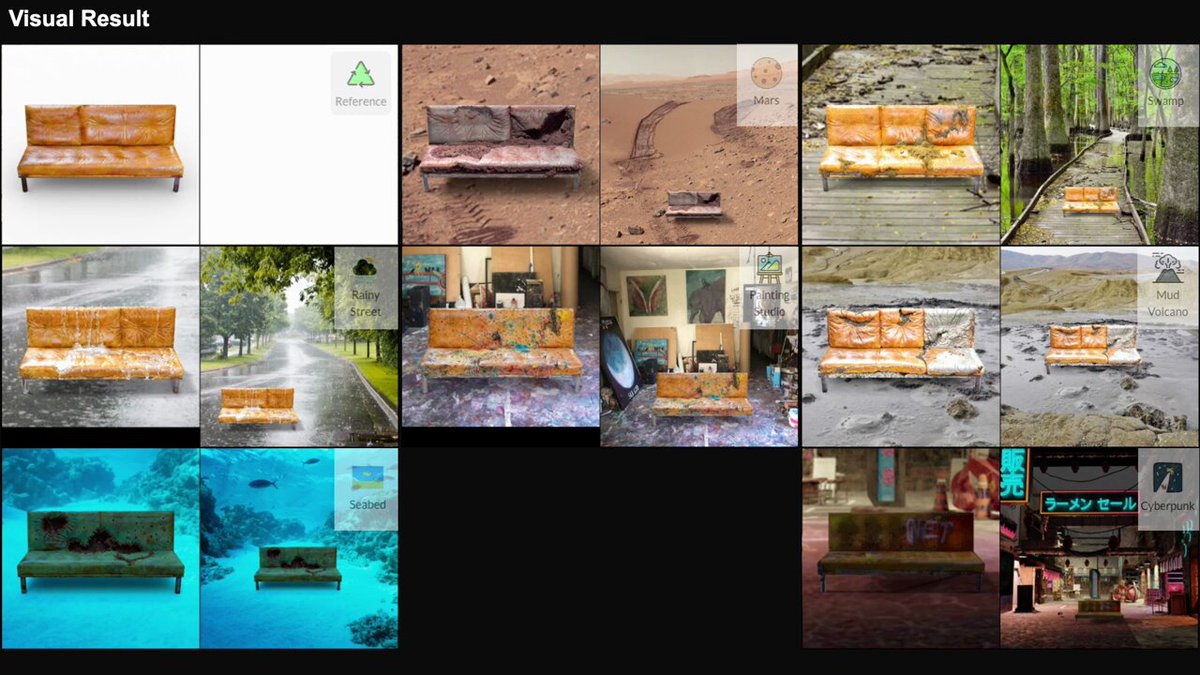 Visual Result
Reference
Mars
Swamp
Rainy
Street
Painting
Studio
Mud
Volcano
Seabed
Cyberpunk
販
売
ラーメン セール